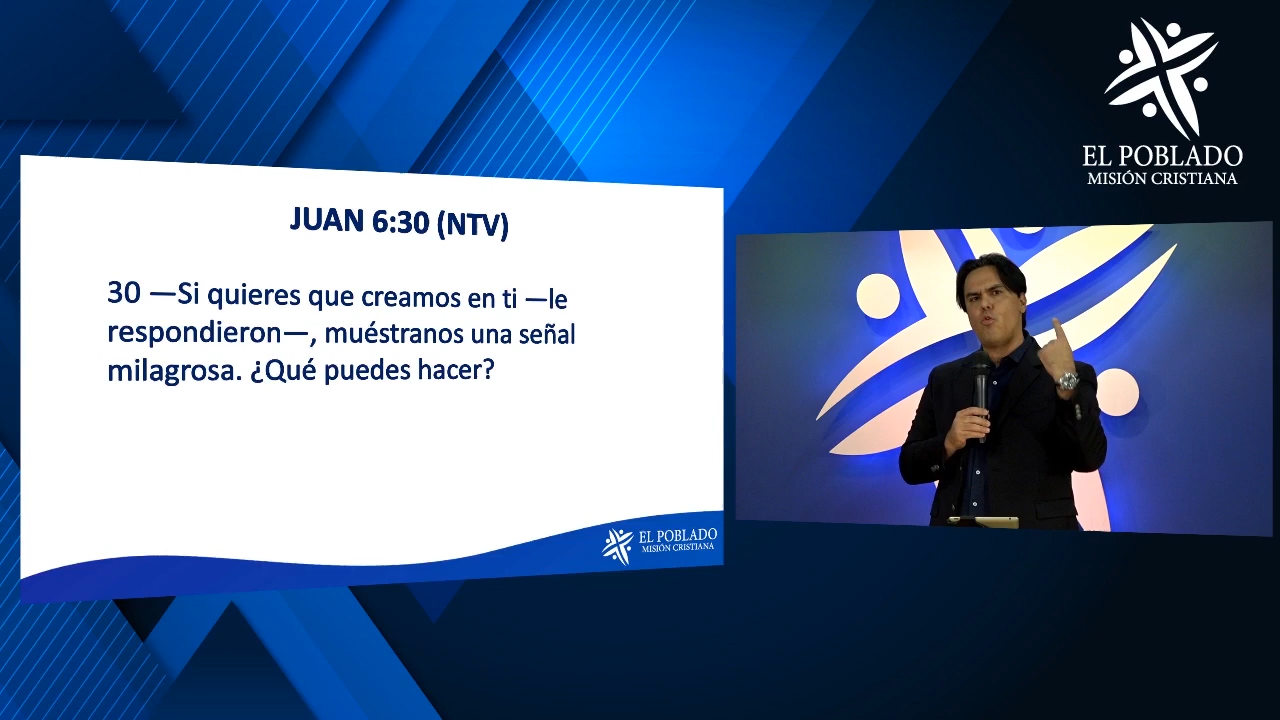 EL POBLADO
MISIÓN CRISTIANA
JUAN 6:30 (NTV)
30 —Si quieres que creamos en ti —le
respondieron—, muéstranos una señal
milagrosa. ¿Qué puedes hacer?
EL POBLADO
MISIÓN CRISTIANA